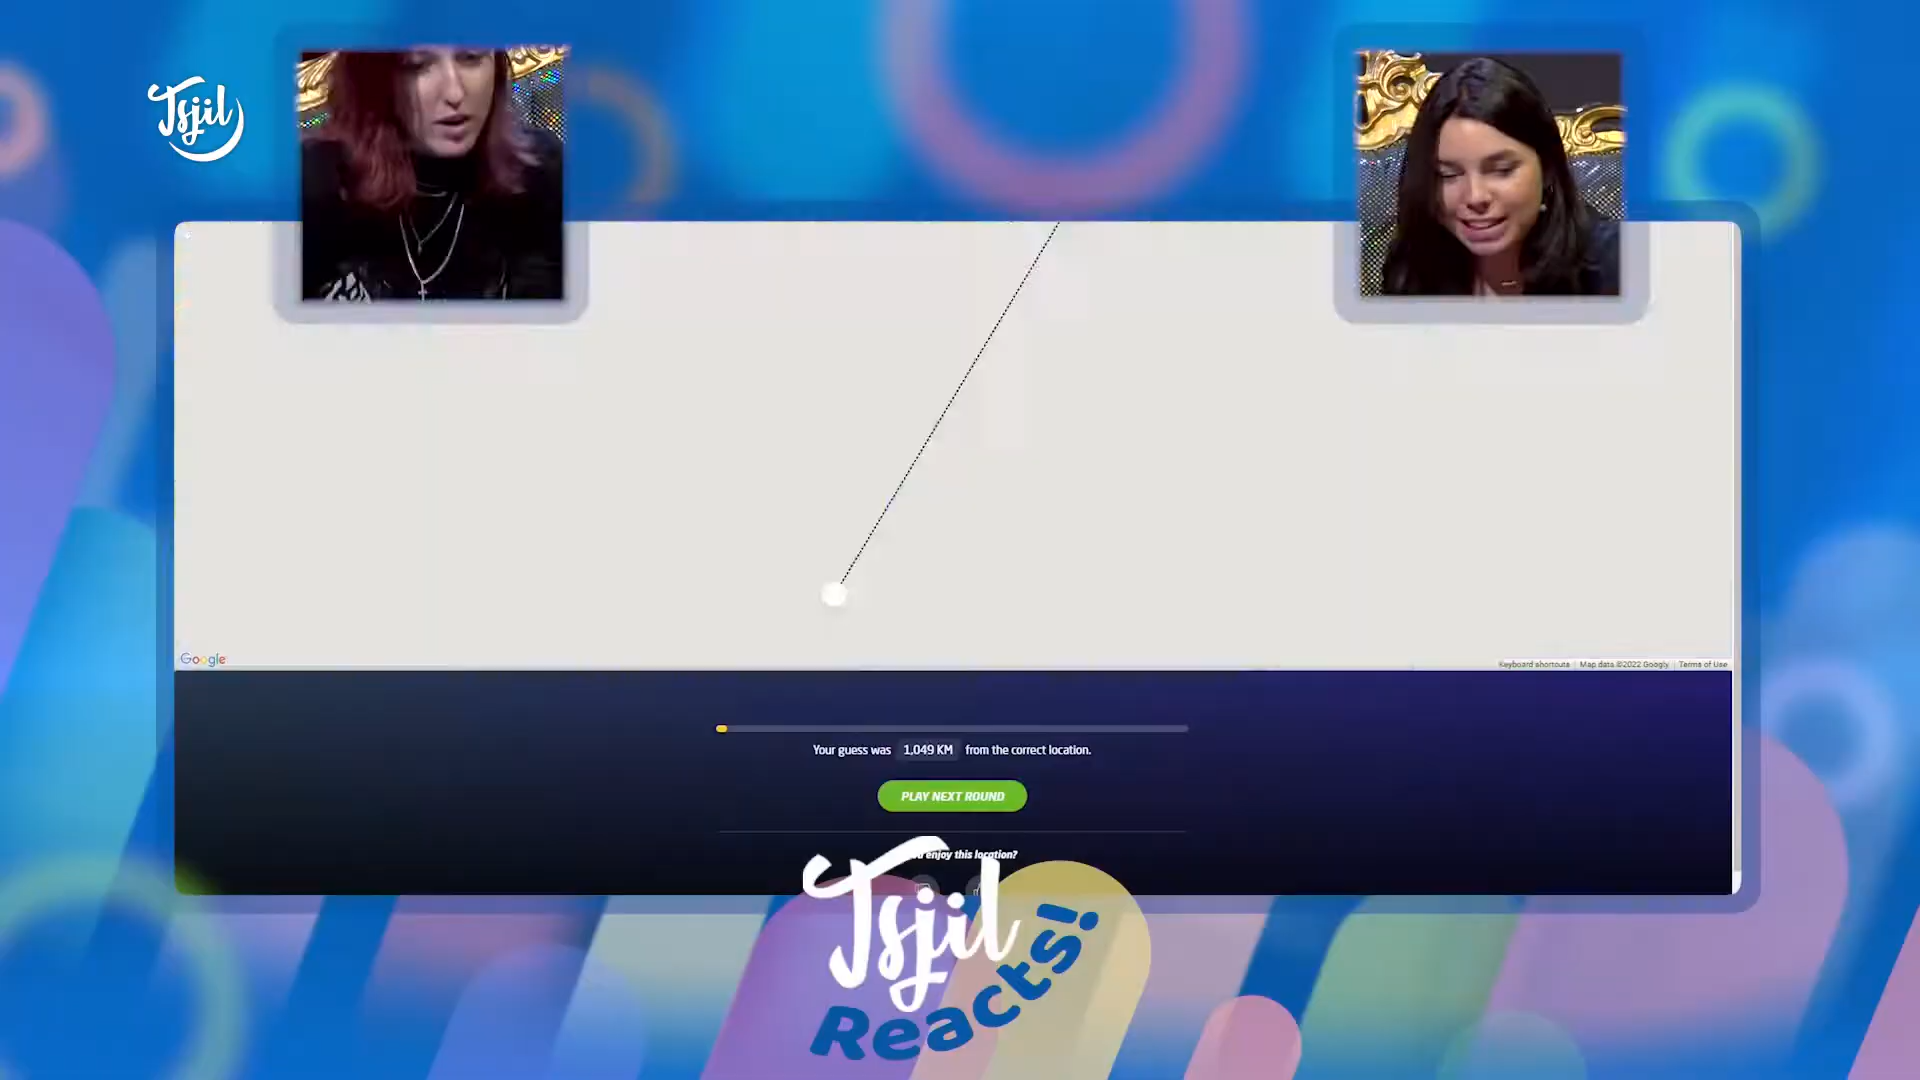 Tsjil
Google
Keyboard shortcuts
Map data ©2022 Google
Terms of Use
Your guess was 1,049 KM from the correct location.
PLAY NEXT ROUND
enjoy this location?
Tsjil
Reacts!